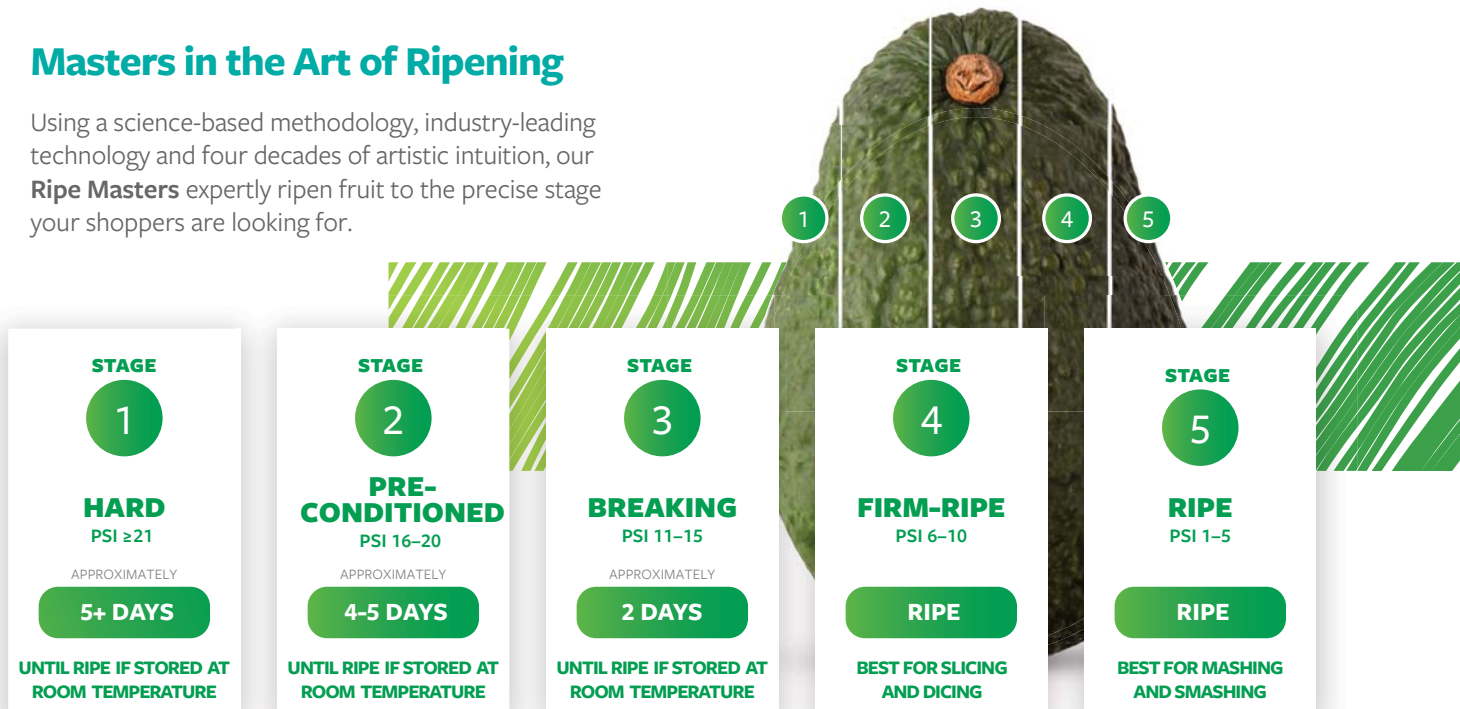 Masters in the Art of Ripening
Using a science-based methodology, industry-leading
technology and four decades of artistic intuition, our
Ripe Masters expertly ripen fruit to the precise stage
your shoppers are looking for.
1
2
3
4
5
STAGE
1
HARD
PSI ≥21
APPROXIMATELY
5+ DAYS
UNTIL RIPE IF STORED AT
ROOM TEMPERATURE
STAGE
2
PRE-
CONDITIONED
PSI 16–20
APPROXIMATELY
4-5 DAYS
UNTIL RIPE IF STORED AT
ROOM TEMPERATURE
STAGE
3
BREAKING
PSI 11–15
APPROXIMATELY
2 DAYS
UNTIL RIPE IF STORED AT
ROOM TEMPERATURE
STAGE
4
FIRM-RIPE
PSI 6–10
RIPE
BEST FOR SLICING
AND DICING
STAGE
5
RIPE
PSI 1–5
RIPE
BEST FOR MASHING
AND SMASHING